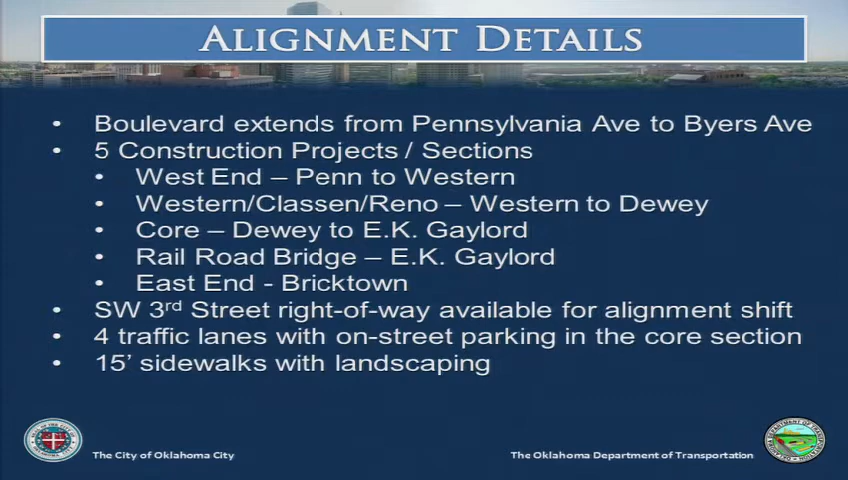 ALIGNMENT DETAILS
• Boulevard extends from Pennsylvania Ave to Byers Ave
• 5 Construction Projects / Sections
• West End – Penn to Western
• Western/Classen/Reno – Western to Dewey
• Core – Dewey to E.K. Gaylord
• Rail Road Bridge – E.K. Gaylord
• East End - Bricktown
• SW 3rd Street right-of-way available for alignment shift
• 4 traffic lanes with on-street parking in the core section
• 15’ sidewalks with landscaping
The City of Oklahoma City
The Oklahoma Department of Transportation